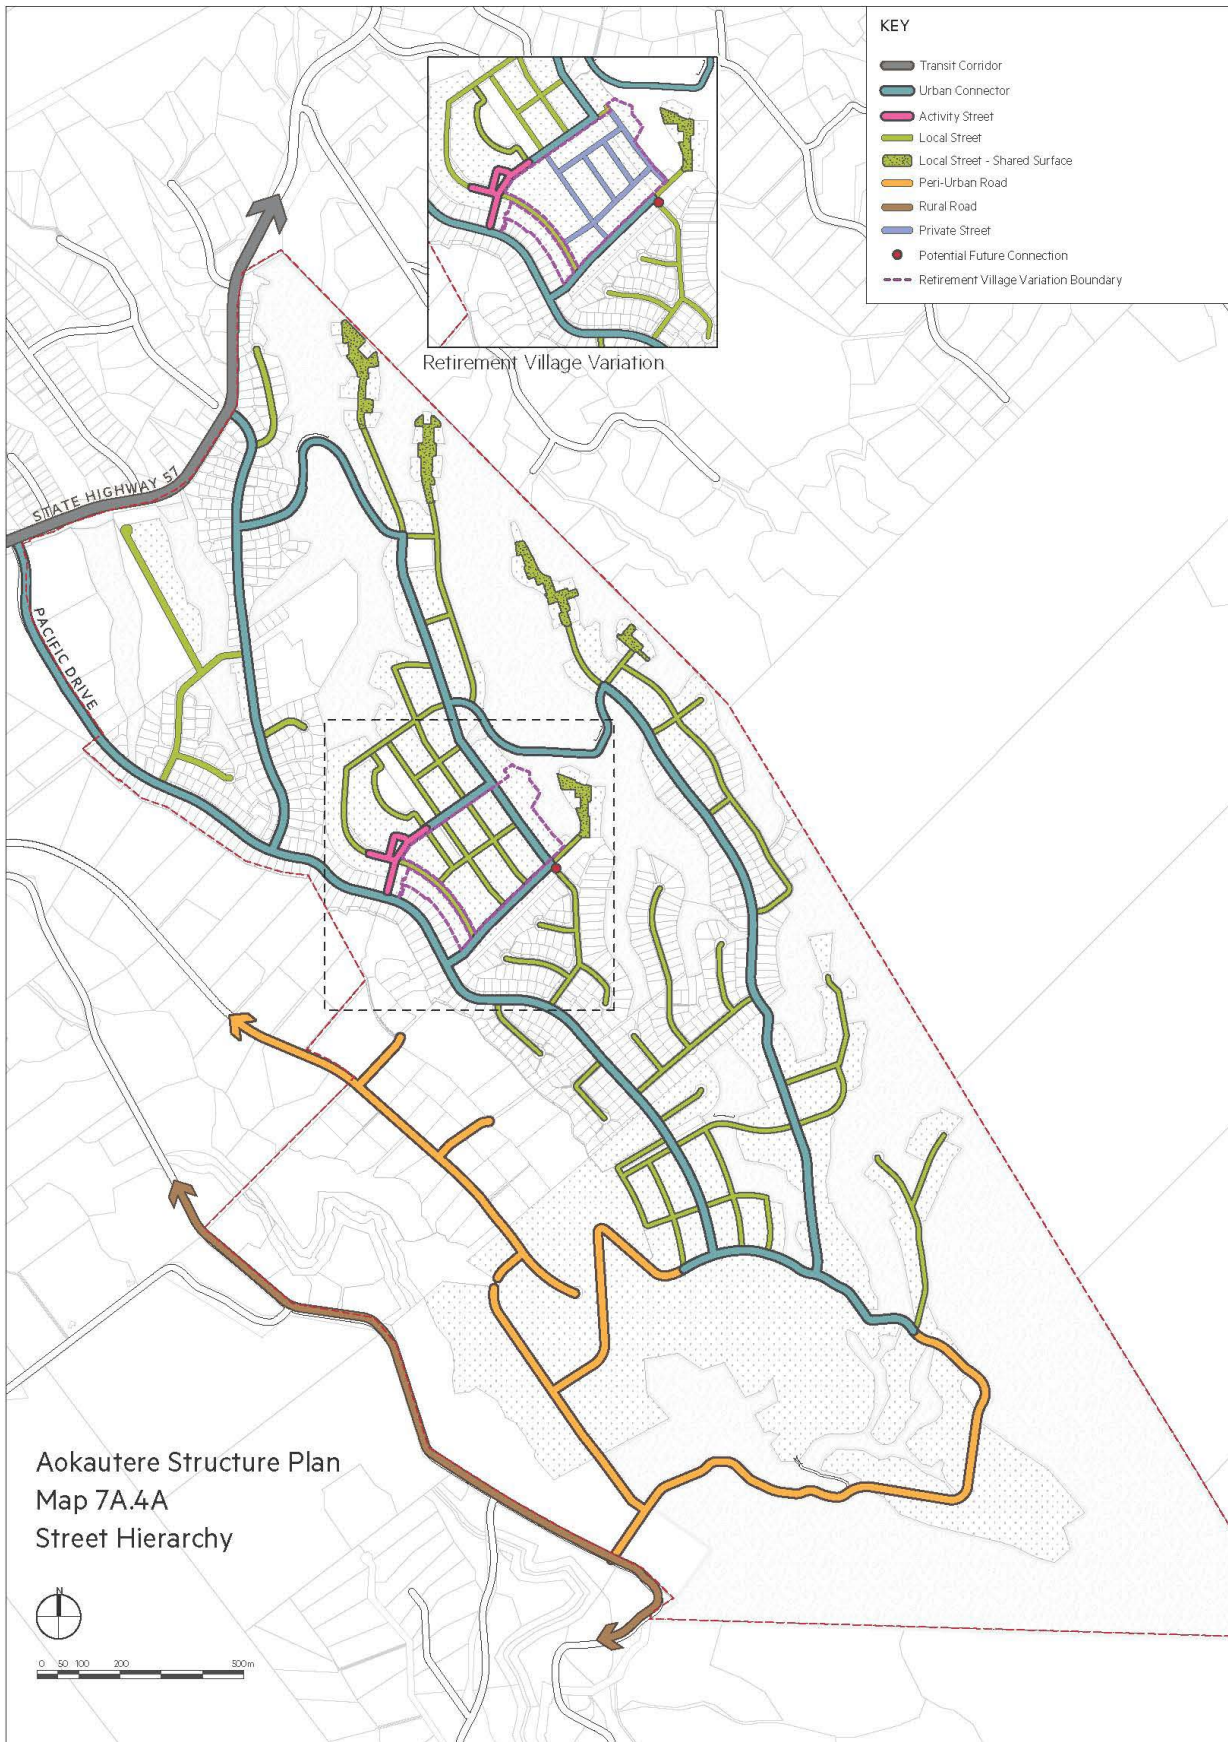 KEY
Transit Corridor
Urban Connector
Activity Street
Local Street
Local Street - Shared Surface
Peri-Urban Road
Rural Road
Private Street
Potential Future Connection
Retirement Village Variation Boundary
Retirement Village Variation
STATE HIGHWAY 57
PACIFIC DRIVE
Aokautere Structure Plan
Map 7A.4A
Street Hierarchy
N
0 50 100 200 500m